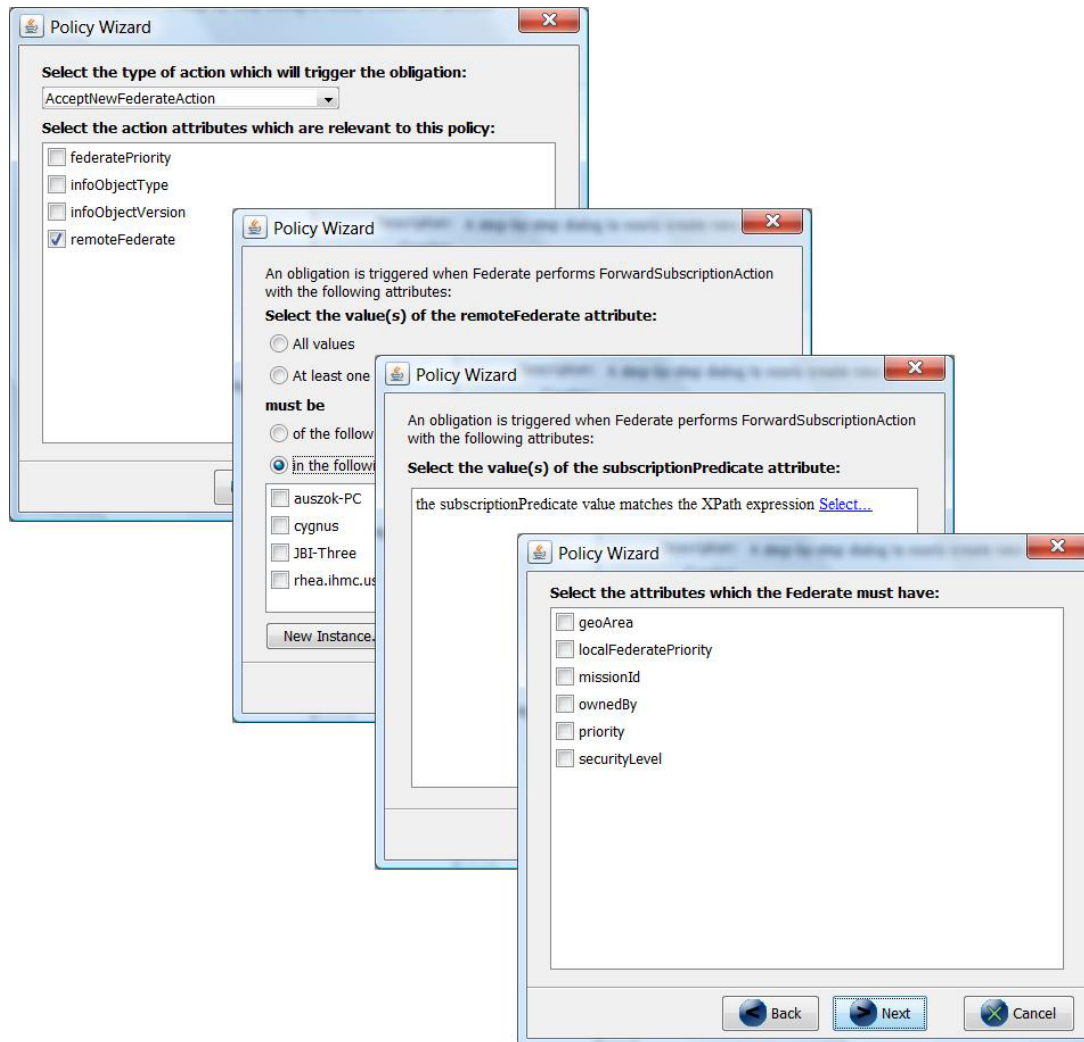 Policy Wizard
Select the type of action which will trigger the obligation:
AcceptNewFederateAction
Select the action attributes which are relevant to this policy:
federatePriority
infoObjectType
infoObjectVersion
remoteFederate
Policy Wizard
An obligation is triggered when Federate performs ForwardSubscriptionAction
with the following attributes:
Select the value(s) of the remoteFederate attribute:
All values
At least one
must be
of the follow
in the followi
auszok-PC
cygnus
JBI-Three
rhea.ihmc.us
New Instance.
Policy Wizard
An obligation is triggered when Federate performs ForwardSubscriptionAction
with the following attributes:
Select the value(s) of the subscriptionPredicate attribute:
the subscriptionPredicate value matches the XPath expression Select...
Policy Wizard
Select the attributes which the Federate must have:
geoArea
localFederatePriority
missionId
ownedBy
priority
securityLevel
Back
Next
Cancel